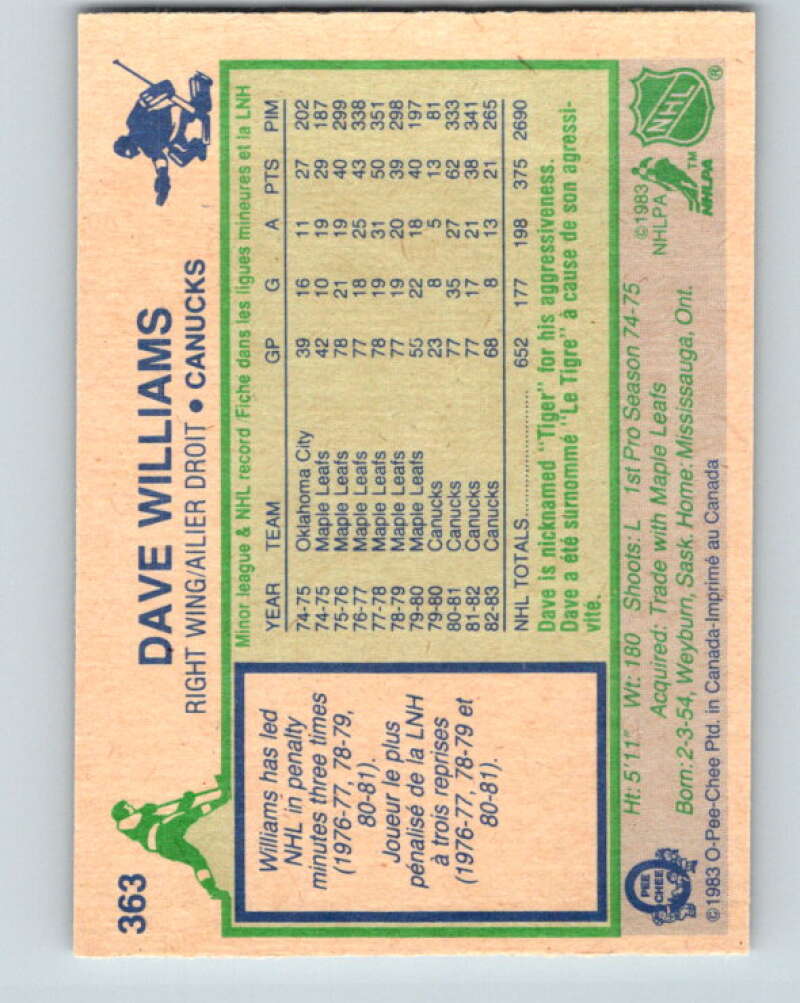 363
DAVE WILLIAMS
RIGHT WING/AILIER DROIT • CANUCKS
Williams has led
NHL in penalty
minutes three times
(1976-77, 78-79,
80-81).
Joueur le plus
pénalisé de la LNH
à trois reprises
(1976-77, 78-79 et
80-81).
Minor league & NHL record/Fiche dans les ligues mineures et la LNH
YEAR TEAM GP G A PTS PIM
74-75 Oklahoma City 39 16 11 27 202
74-75 Maple Leafs 42 10 19 29 187
75-76 Maple Leafs 78 21 19 40 299
76-77 Maple Leafs 77 18 25 43 338
77-78 Maple Leafs 78 19 31 50 351
78-79 Maple Leafs 77 19 20 39 298
79-80 Maple Leafs 55 22 18 40 197
79-80 Canucks 23 8 5 13 81
80-81 Canucks 77 35 27 62 333
81-82 Canucks 77 17 21 38 341
82-83 Canucks 68 8 13 21 265
NHL TOTALS 652 177 198 375 2690
Dave is nicknamed "Tiger" for his aggressiveness.
Dave a été surnommé "Le Tigre" à cause de son agressi-
vité.
Ht: 5'11" Wt: 180 Shoots: L 1st Pro Season 74-75
Acquired: Trade with Maple Leafs
Born: 2-3-54, Weyburn, Sask. Home: Mississauga, Ont.
©1983 O-Pee-Chee Ptd. in Canada-Imprimé au Canada
O
PEE
CHEE
©1983
NHLPA
NHLPA
TM
NHL
®